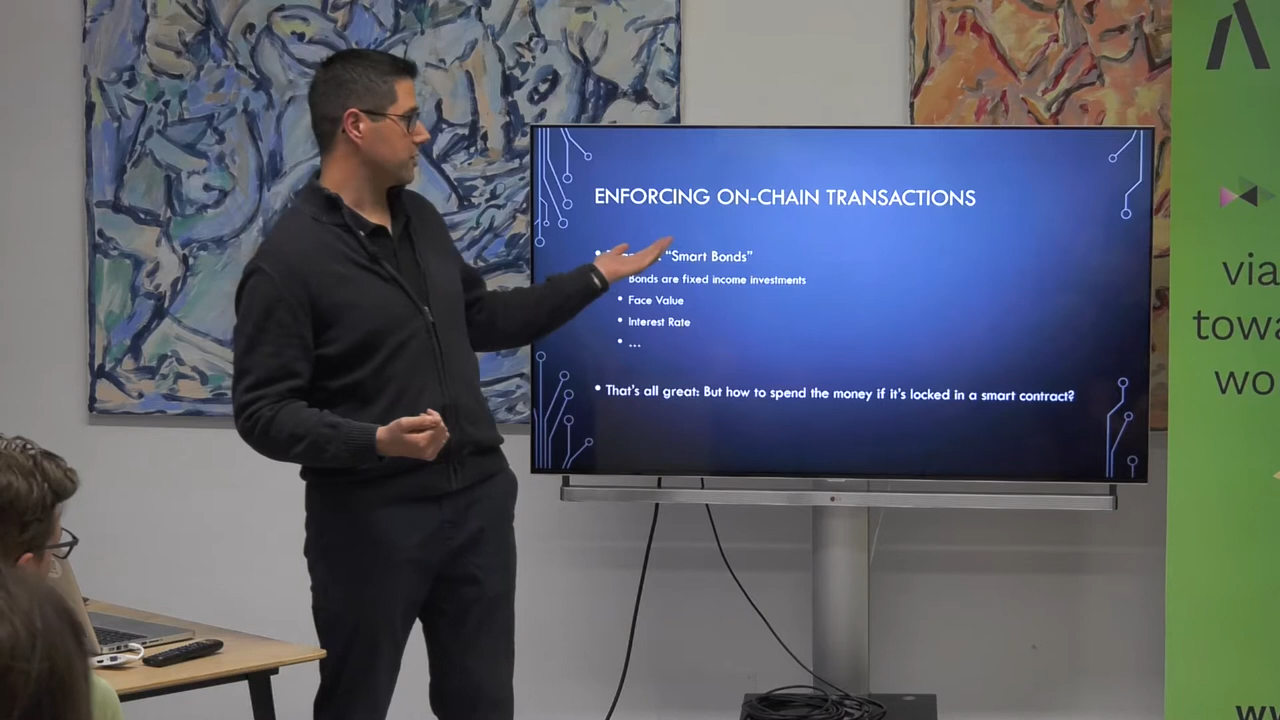 ENFORCING ON-CHAIN TRANSACTIONS
• “Smart Bonds”
Bonds are fixed income investments
• Face Value
• Interest Rate
• ...
• That's all great: But how to spend the money if it's locked in a smart contract?
LG
via
towa
wo